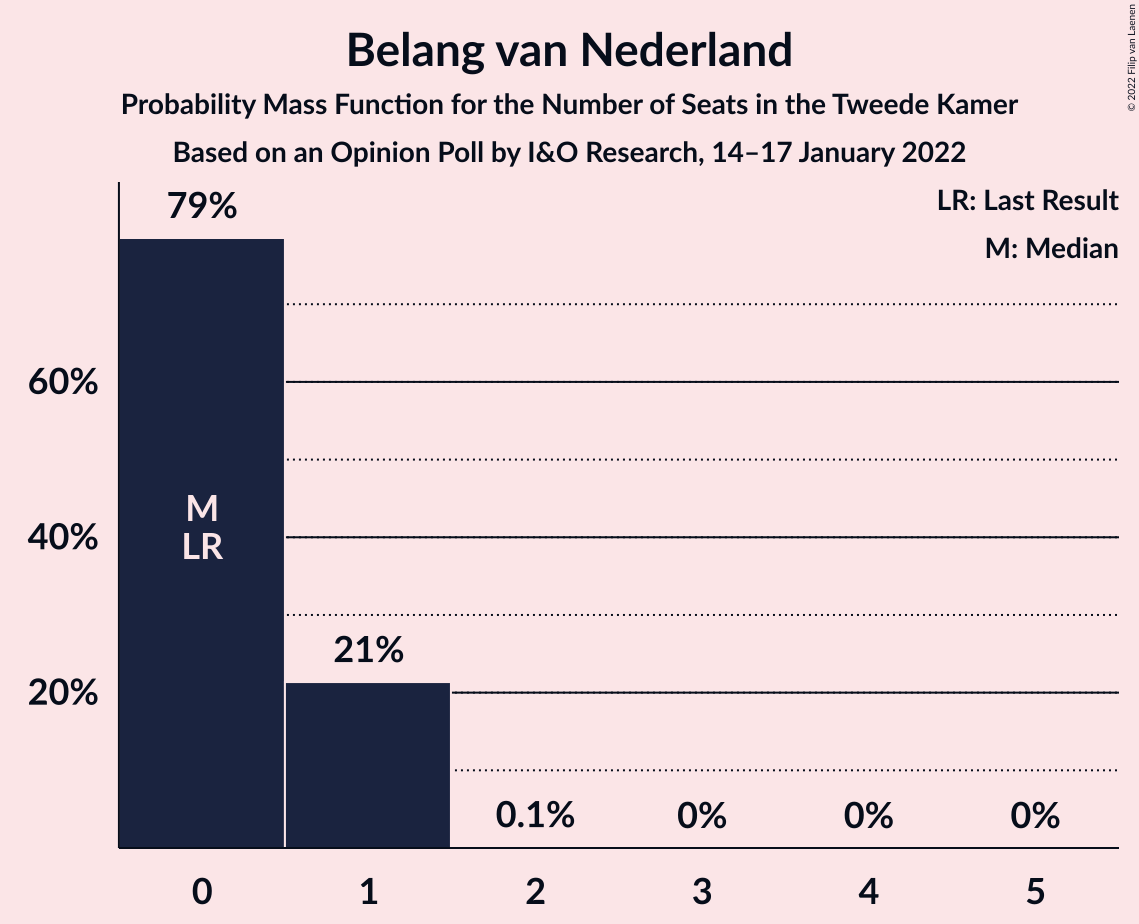 Belang van Nederland
Probability Mass Function for the Number of Seats in the Tweede Kamer
Based on an Opinion Poll by I&O Research, 14–17 January 2022
© 2022 Filip van Laenen
LR: Last Result
M: Median
79%
60%
M
LR
40%
21%
20%
0.1%
0%
0%
0%
0 1 2 3 4 5